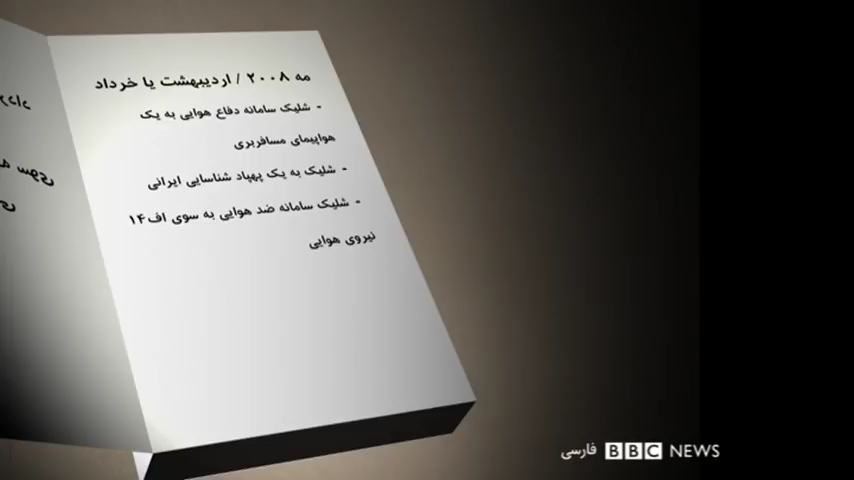 مه ۲۰۰۸ / اردیبهشت یا خرداد
- شلیک سامانه دفاع هوایی به یک
هواپیمای مسافربری
- شلیک به یک پهپاد شناسایی ایرانی
- شلیک سامانه ضد هوایی به سوی اف۱۴
نیروی هوایی
BBC NEWS فارسی